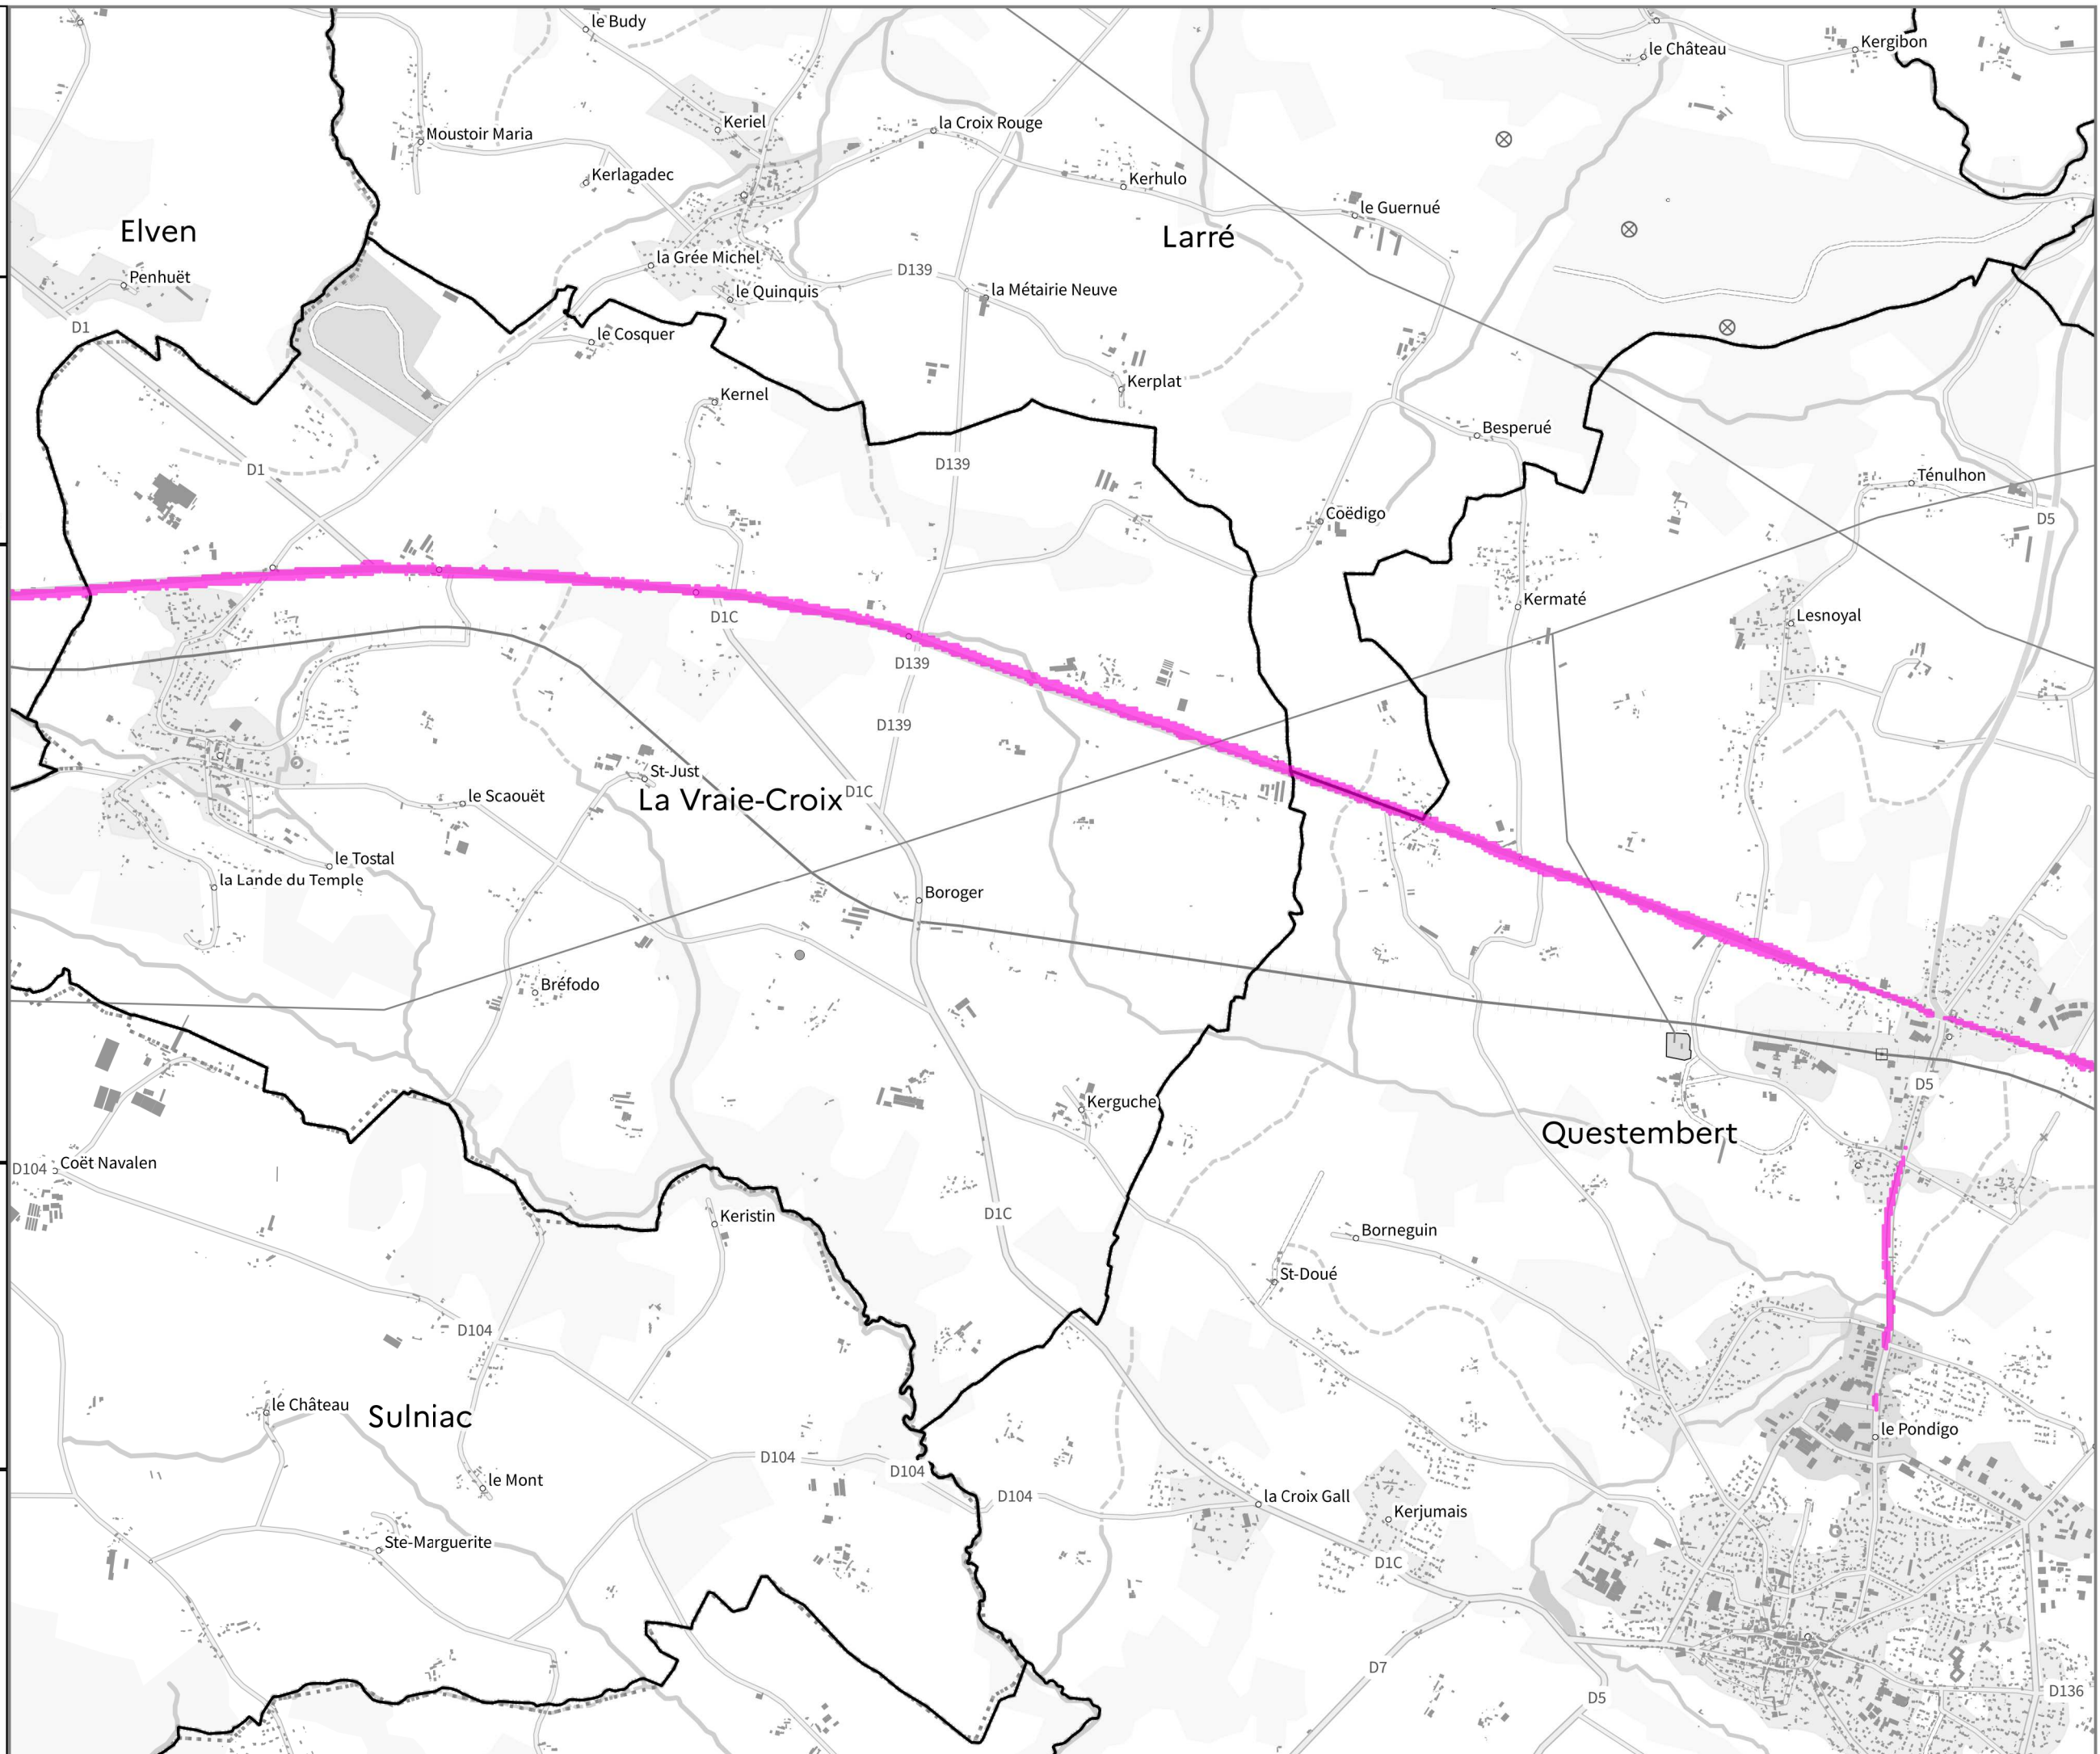 le Budy
le Château
Kergibon
Keriel
la Croix Rouge
Moustoir Maria
Kerlagadec
Kerhulo
le Guernué
Elven
Larré
la Grée Michel
D139
Penhuët
le Quinquis
la Métairie Neuve
D1
le Cosquer
Kerplat
Kernel
Besperué
D1
D139
Ténulhon
Coëdigo
D5
Kermaté
D1C
Lesnoyal
D139
D139
St-Just
La Vraie-Croix
D1C
le Scaouët
le Tostal
la Lande du Temple
Boroger
Bréfodo
D5
Kerguche
Questembert
D104
Coët Navalen
Keristin
D1C
Borneguin
St-Doué
D104
le Château
Sulniac
le Pondigo
D104
D104
le Mont
D104
la Croix Gall
Kerjumais
Ste-Marguerite
D1C
D7
D5
D136